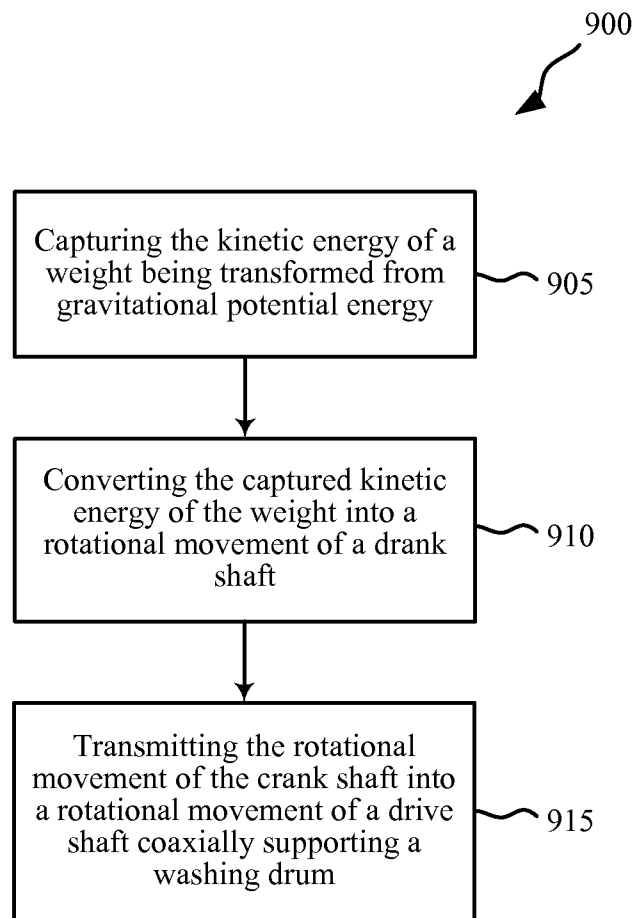 900
Capturing the kinetic energy of a
weight being transformed from
gravitational potential energy
905
Converting the captured kinetic
energy of the weight into a
rotational movement of a drank
shaft
910
Transmitting the rotational
movement of the crank shaft into
a rotational movement of a drive
shaft coaxially supporting a
washing drum
915